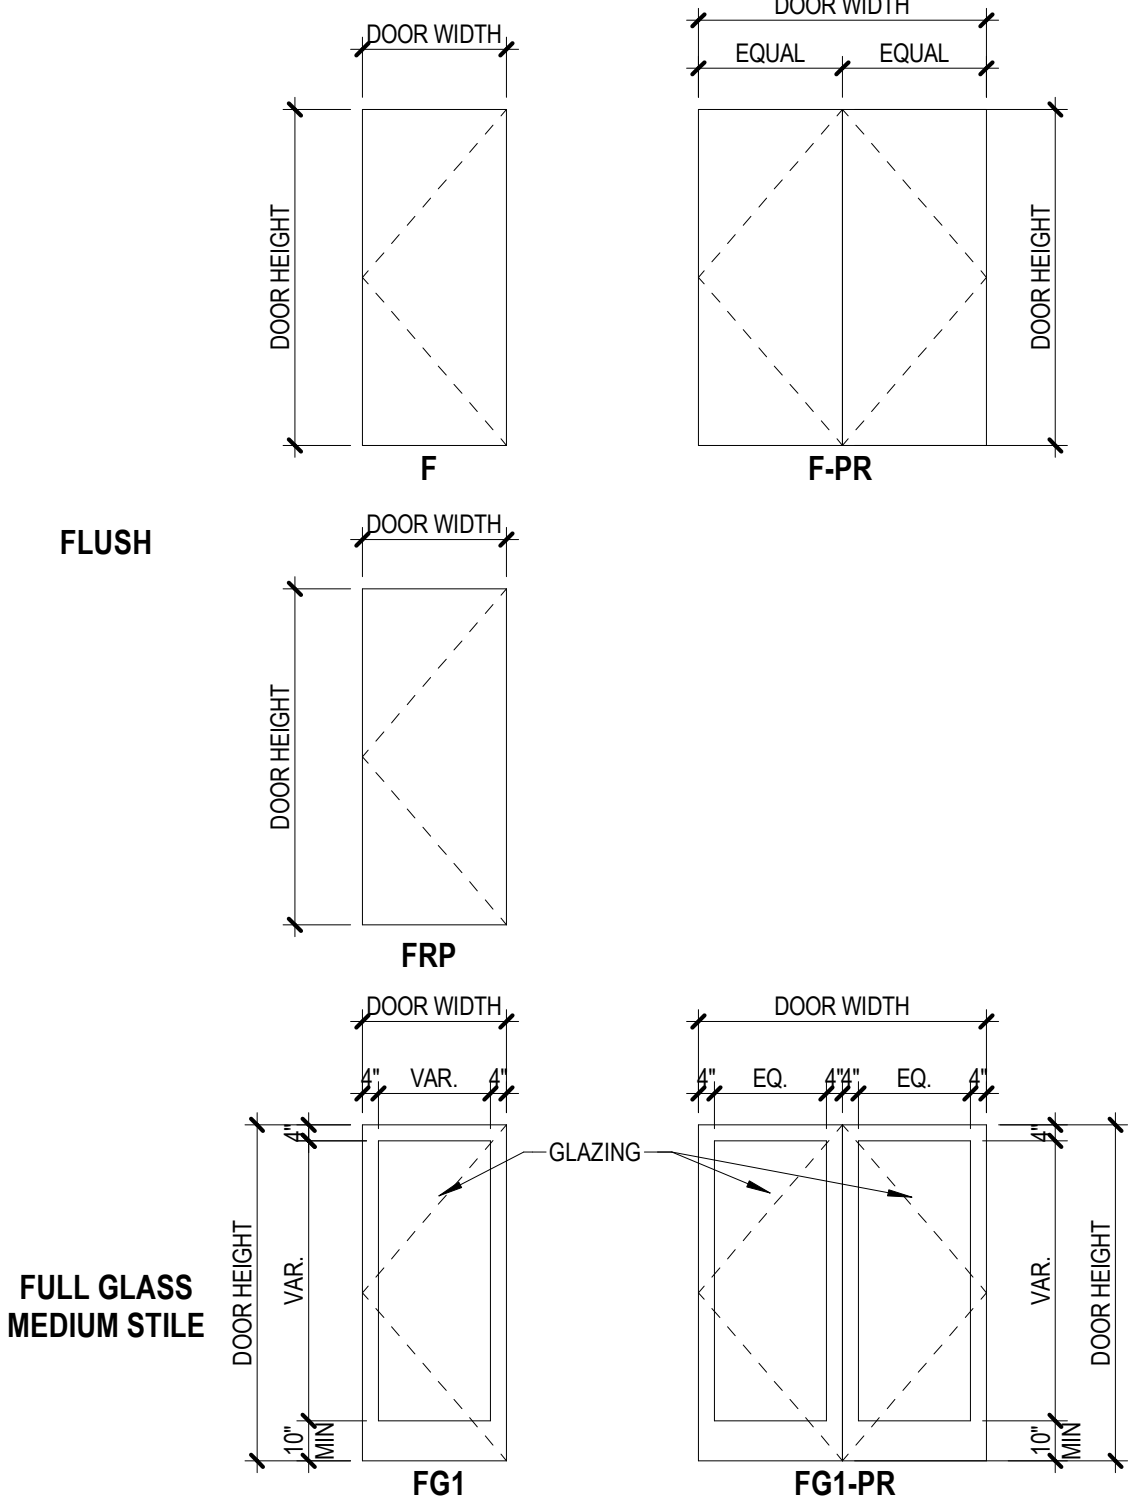 DOOR WIDTH
DOOR WIDTH
EQUAL
EQUAL
DOOR HEIGHT
DOOR HEIGHT
F
F-PR
FLUSH
DOOR WIDTH
DOOR HEIGHT
FRP
DOOR WIDTH
DOOR WIDTH
4"
VAR.
4"
4"
EQ.
4"
4"
EQ.
4"
4"
4"
GLAZING
DOOR HEIGHT
VAR.
VAR.
DOOR HEIGHT
FULL GLASS
MEDIUM STILE
10"
MIN
10"
MIN
FG1
FG1-PR